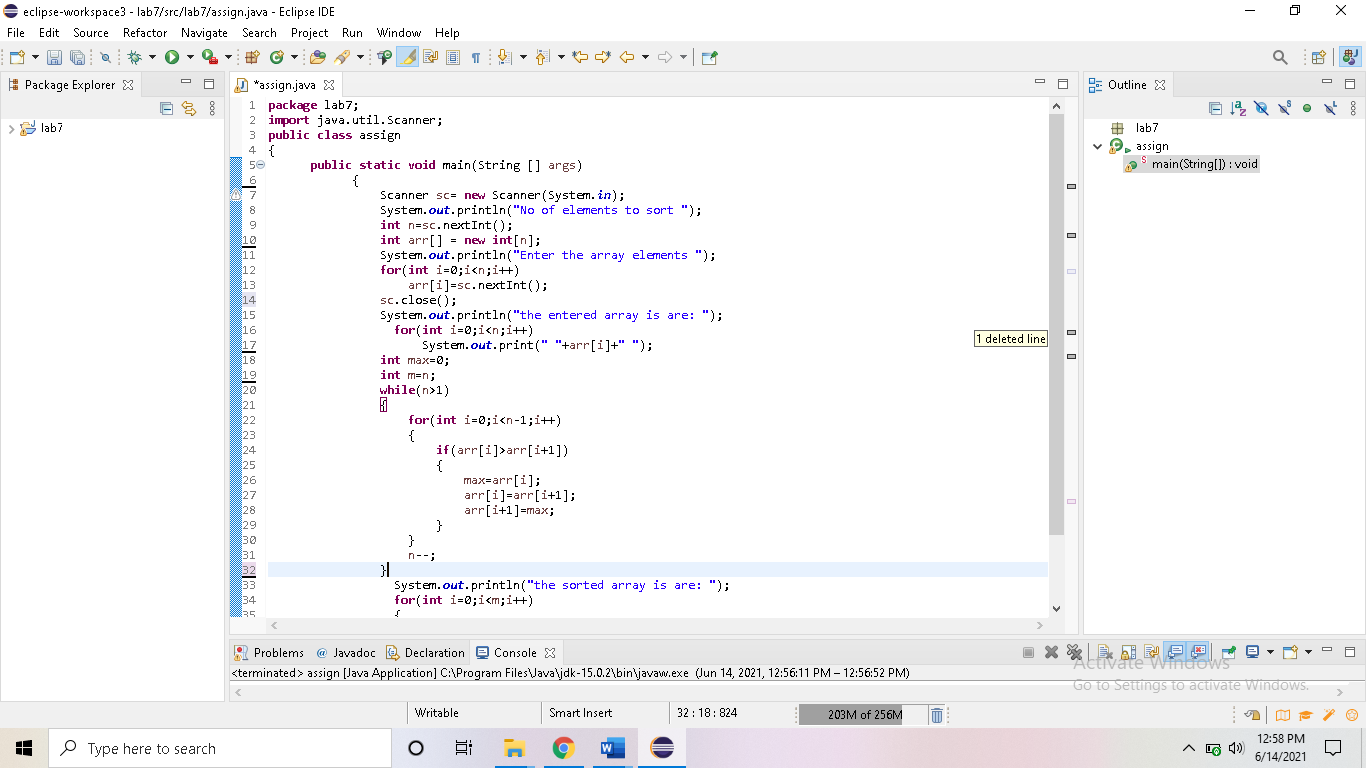 eclipse-workspace3 - lab7/src/lab7/assign.java - Eclipse IDE
File Edit Source Refactor Navigate Search Project Run Window Help
Package Explorer
lab7
*assign.java
1 package lab7;
2 import java.util.Scanner;
3 public class assign
4 {
5 public static void main(String [] args)
6 {
7 Scanner sc= new Scanner(System.in);
8 System.out.println("No of elements to sort ");
9 int n=sc.nextInt();
10 int arr[] = new int[n];
11 System.out.println("Enter the array elements ");
12 for(int i=0;i<n;i++)
13 arr[i]=sc.nextInt();
14 sc.close();
15 System.out.println("the entered array is are: ");
16 for(int i=0;i<n;i++)
17 System.out.print(" "+arr[i]+" ");
18 int max=0;
19 int m=n;
20 while(n>1)
21 {
22 for(int i=0;i<n-1;i++)
23 {
24 if(arr[i]>arr[i+1])
25 {
26 max=arr[i];
27 arr[i]=arr[i+1];
28 arr[i+1]=max;
29 }
30 }
31 n--;
32 }
33 System.out.println("the sorted array is are: ");
34 for(int i=0;i<m;i++)
35 {
1 deleted line
Outline
lab7
assign
main(String[]) : void
Problems @ Javadoc Declaration Console
<terminated> assign [Java Application] C:\Program Files\Java\jdk-15.0.2\bin\javaw.exe (Jun 14, 2021, 12:56:11 PM – 12:56:52 PM)
Activate Windows
Go to Settings to activate Windows.
Writable Smart Insert 32 : 18 : 824 203M of 256M
Type here to search
12:58 PM
6/14/2021